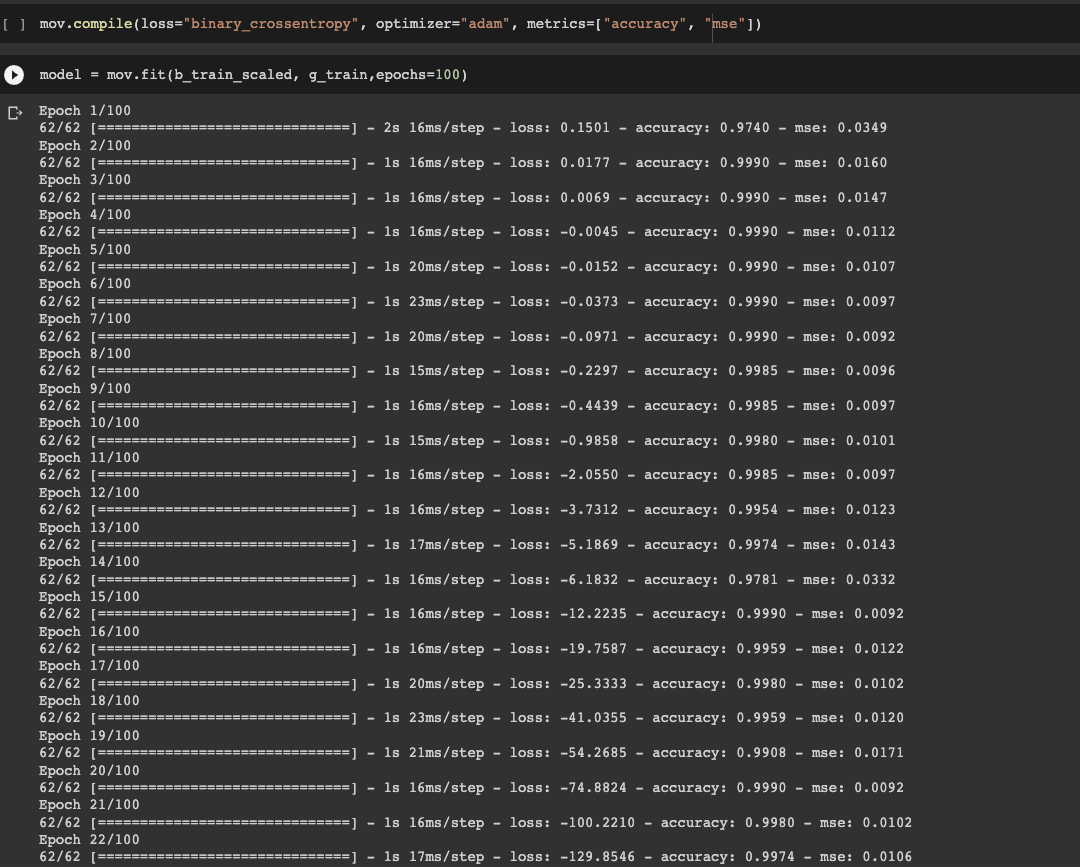 [ ] mov.compile(loss="binary_crossentropy", optimizer="adam", metrics=["accuracy", "mse"])
model = mov.fit(b_train_scaled, g_train,epochs=100)
Epoch 1/100
62/62 [==============================] - 2s 16ms/step - loss: 0.1501 - accuracy: 0.9740 - mse: 0.0349
Epoch 2/100
62/62 [==============================] - 1s 16ms/step - loss: 0.0177 - accuracy: 0.9990 - mse: 0.0160
Epoch 3/100
62/62 [==============================] - 1s 16ms/step - loss: 0.0069 - accuracy: 0.9990 - mse: 0.0147
Epoch 4/100
62/62 [==============================] - 1s 16ms/step - loss: -0.0045 - accuracy: 0.9990 - mse: 0.0112
Epoch 5/100
62/62 [==============================] - 1s 20ms/step - loss: -0.0152 - accuracy: 0.9990 - mse: 0.0107
Epoch 6/100
62/62 [==============================] - 1s 23ms/step - loss: -0.0373 - accuracy: 0.9990 - mse: 0.0097
Epoch 7/100
62/62 [==============================] - 1s 20ms/step - loss: -0.0971 - accuracy: 0.9990 - mse: 0.0092
Epoch 8/100
62/62 [==============================] - 1s 15ms/step - loss: -0.2297 - accuracy: 0.9985 - mse: 0.0096
Epoch 9/100
62/62 [==============================] - 1s 16ms/step - loss: -0.4439 - accuracy: 0.9985 - mse: 0.0097
Epoch 10/100
62/62 [==============================] - 1s 15ms/step - loss: -0.9858 - accuracy: 0.9980 - mse: 0.0101
Epoch 11/100
62/62 [==============================] - 1s 16ms/step - loss: -2.0550 - accuracy: 0.9985 - mse: 0.0097
Epoch 12/100
62/62 [==============================] - 1s 16ms/step - loss: -3.7312 - accuracy: 0.9954 - mse: 0.0123
Epoch 13/100
62/62 [==============================] - 1s 17ms/step - loss: -5.1869 - accuracy: 0.9974 - mse: 0.0143
Epoch 14/100
62/62 [==============================] - 1s 16ms/step - loss: -6.1832 - accuracy: 0.9781 - mse: 0.0332
Epoch 15/100
62/62 [==============================] - 1s 16ms/step - loss: -12.2235 - accuracy: 0.9990 - mse: 0.0092
Epoch 16/100
62/62 [==============================] - 1s 16ms/step - loss: -19.7587 - accuracy: 0.9959 - mse: 0.0122
Epoch 17/100
62/62 [==============================] - 1s 20ms/step - loss: -25.3333 - accuracy: 0.9980 - mse: 0.0102
Epoch 18/100
62/62 [==============================] - 1s 23ms/step - loss: -41.0355 - accuracy: 0.9959 - mse: 0.0120
Epoch 19/100
62/62 [==============================] - 1s 21ms/step - loss: -54.2685 - accuracy: 0.9908 - mse: 0.0171
Epoch 20/100
62/62 [==============================] - 1s 16ms/step - loss: -74.8824 - accuracy: 0.9990 - mse: 0.0092
Epoch 21/100
62/62 [==============================] - 1s 16ms/step - loss: -100.2210 - accuracy: 0.9980 - mse: 0.0102
Epoch 22/100
62/62 [==============================] - 1s 17ms/step - loss: -129.8546 - accuracy: 0.9974 - mse: 0.0106